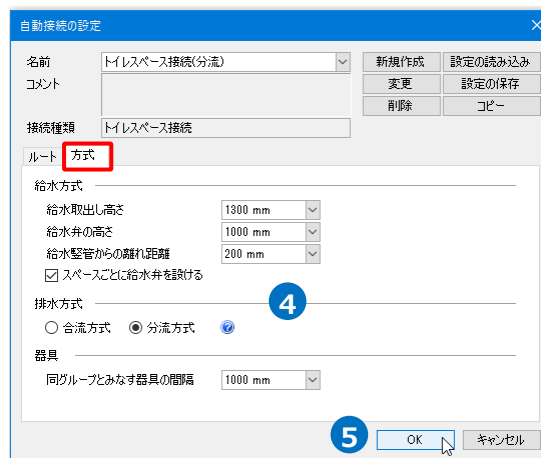 自動接続の設定
名前 トイレスペース接続(分流) 新規作成 設定の読み込み
コメント 変更 設定の保存
削除 コピー
接続種類 トイレスペース接続
ルート 方式
給水方式
給水取出し高さ 1300 mm
給水弁の高さ 1000 mm
給水竪管からの離れ距離 200 mm
スペースごとに給水弁を設ける
排水方式 4
合流方式 分流方式
器具
同グループとみなす器具の間隔 1000 mm
5 OK キャンセル